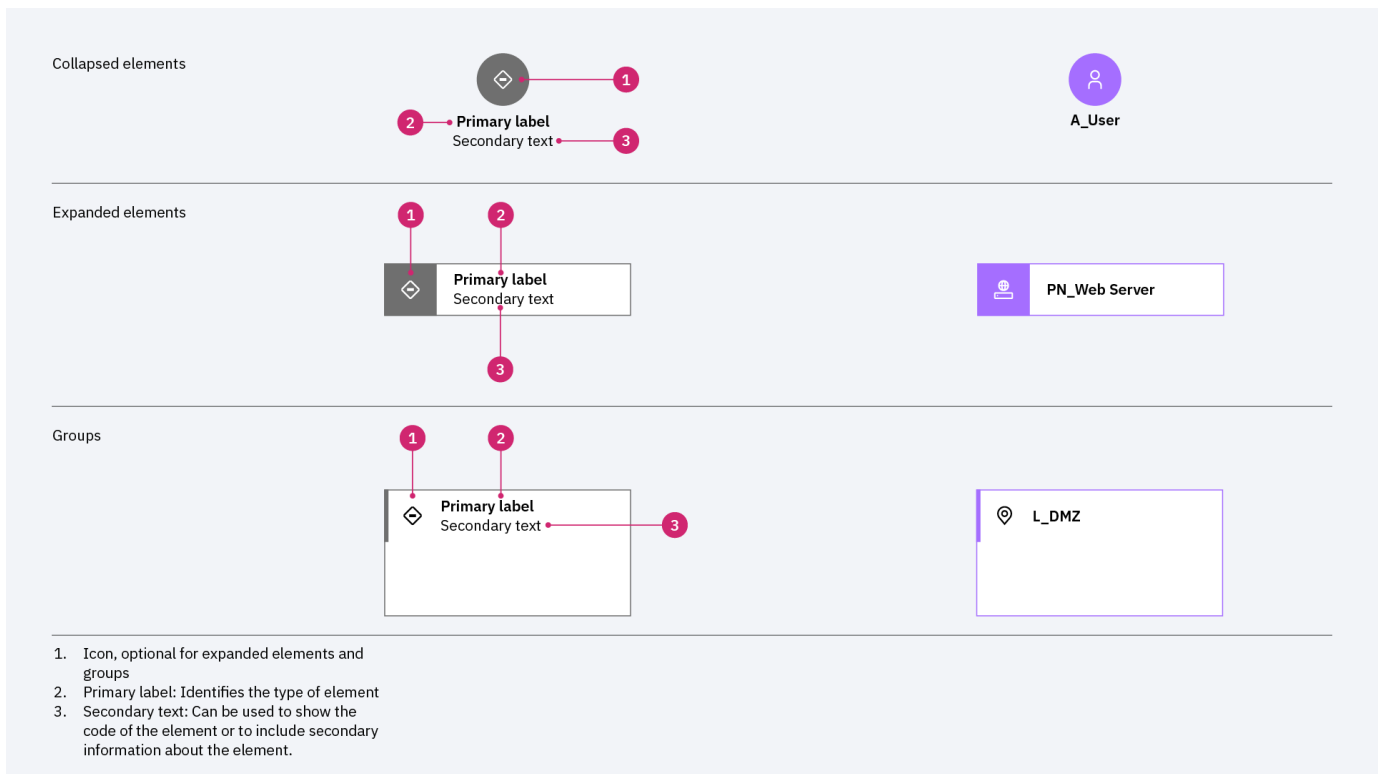 Collapsed elements
1
2
Primary label
Secondary text
3
A_User
Expanded elements
1
2
Primary label
Secondary text
3
PN_Web Server
Groups
1
2
Primary label
Secondary text
3
L_DMZ
1. Icon, optional for expanded elements and
groups
2. Primary label: Identifies the type of element
3. Secondary text: Can be used to show the
code of the element or to include secondary
information about the element.